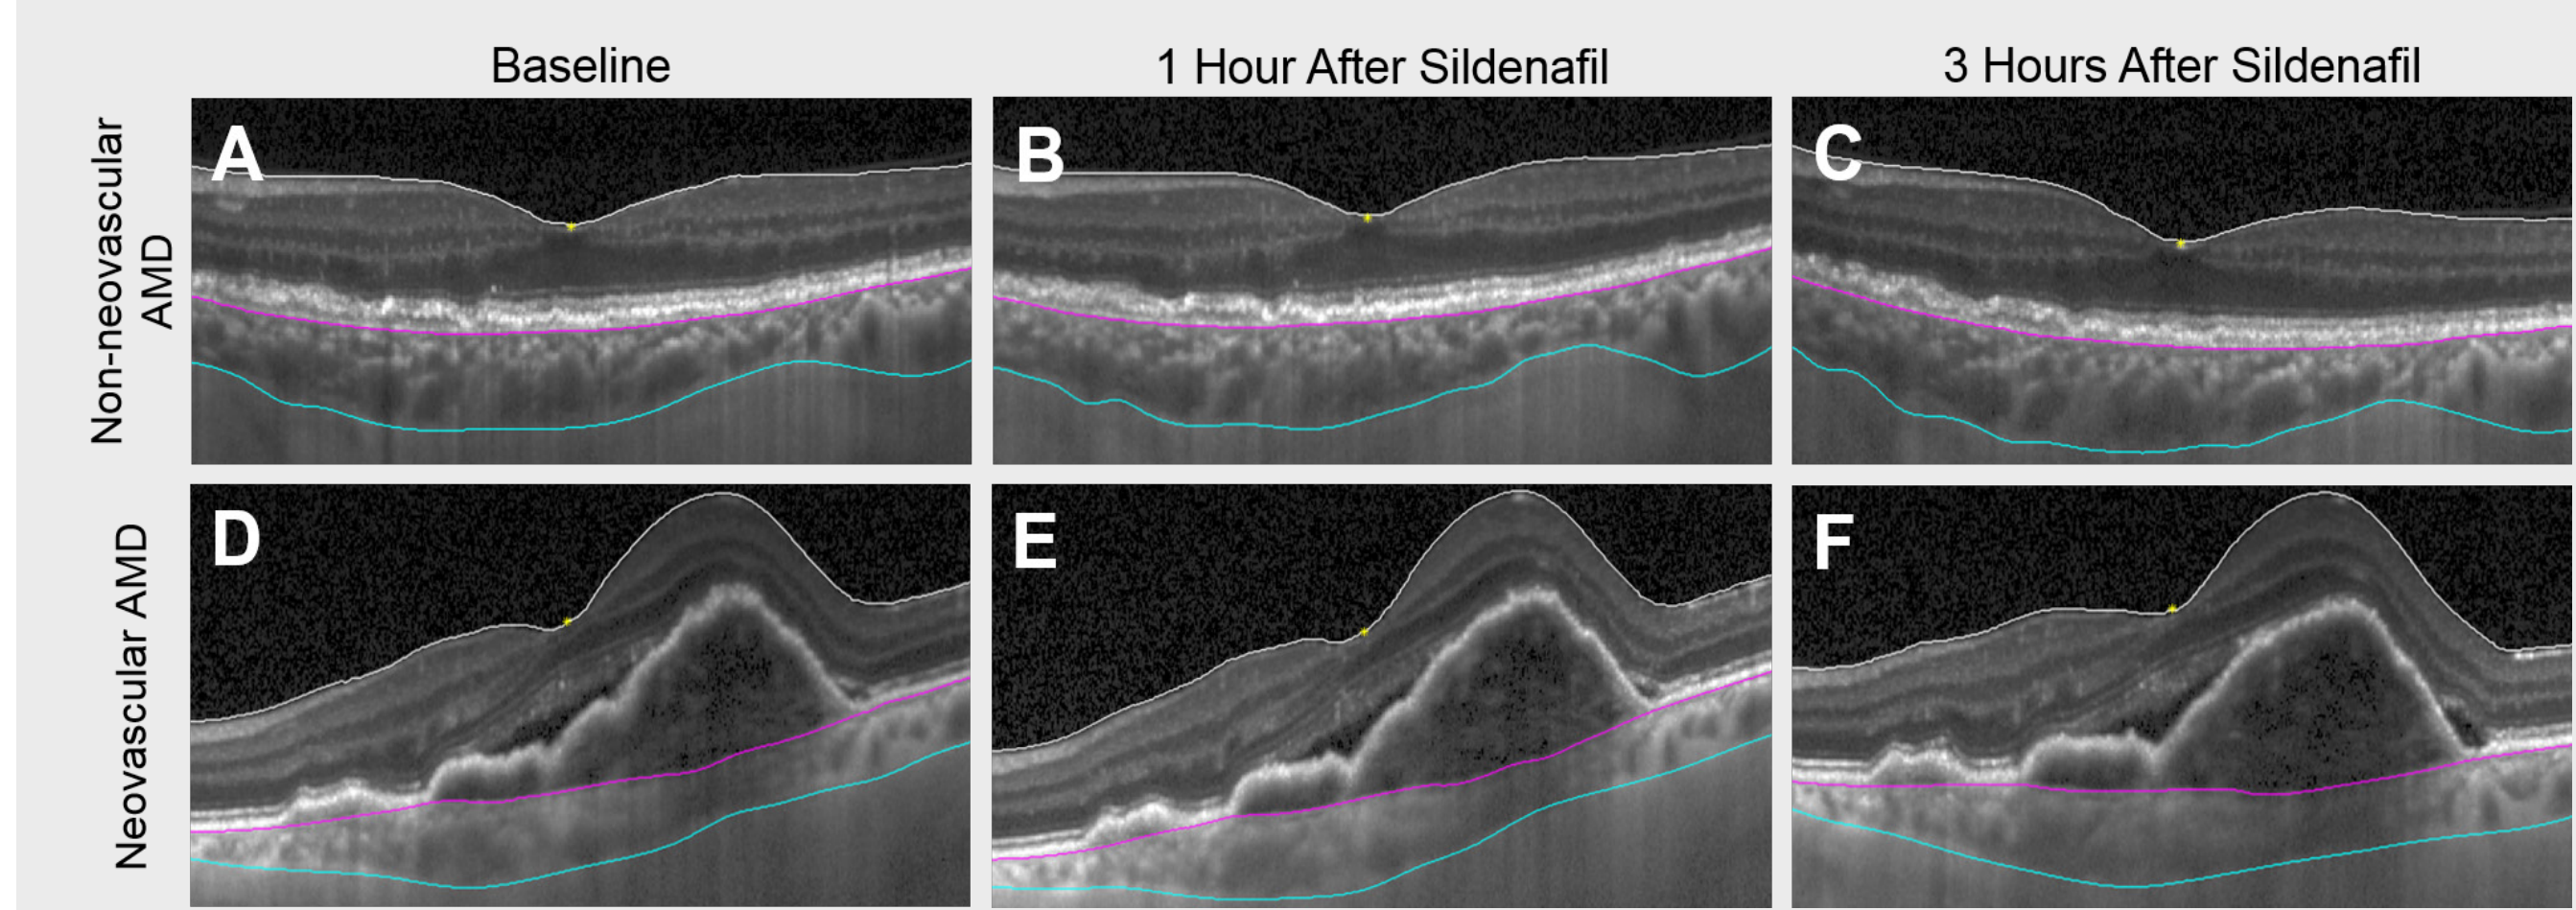 Baseline
1 Hour After Sildenafil
3 Hours After Sildenafil
Non-neovascular
AMD
A
B
C
Neovascular AMD
D
E
F